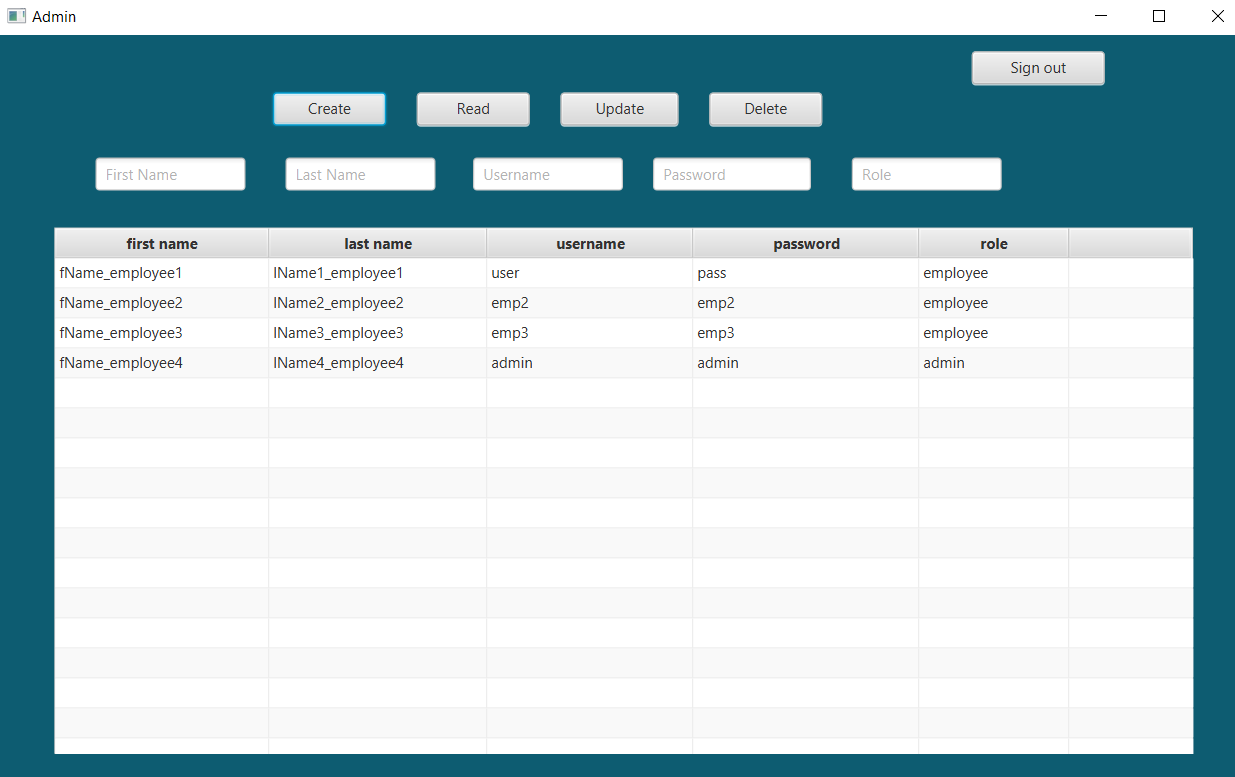 Admin
Sign out
Create Read Update Delete
First Name Last Name Username Password Role
first name last name username password role
fName_employee1 lName1_employee1 user pass employee
fName_employee2 lName2_employee2 emp2 emp2 employee
fName_employee3 lName3_employee3 emp3 emp3 employee
fName_employee4 lName4_employee4 admin admin admin